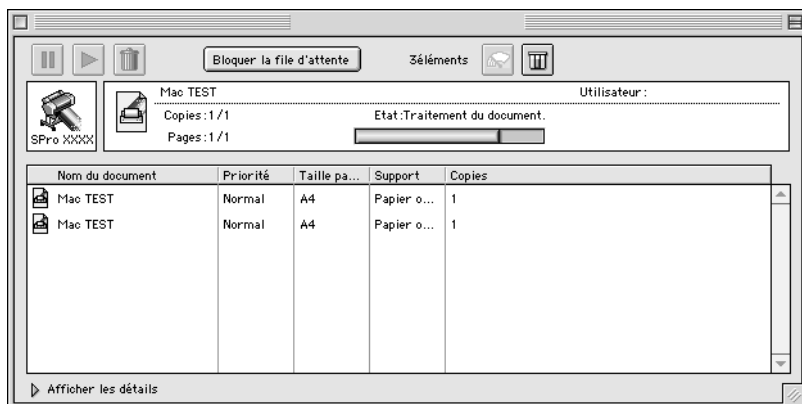 Bloquer la file d'attente 3éléments
Mac TEST Utilisateur :
Copies :1/1 Etat :Traitement du document.
Pages :1/1
SPro XXXX
Nom du document Priorité Taille pa... Support Copies
Mac TEST Normal A4 Papier o... 1
Mac TEST Normal A4 Papier o... 1
Afficher les détails